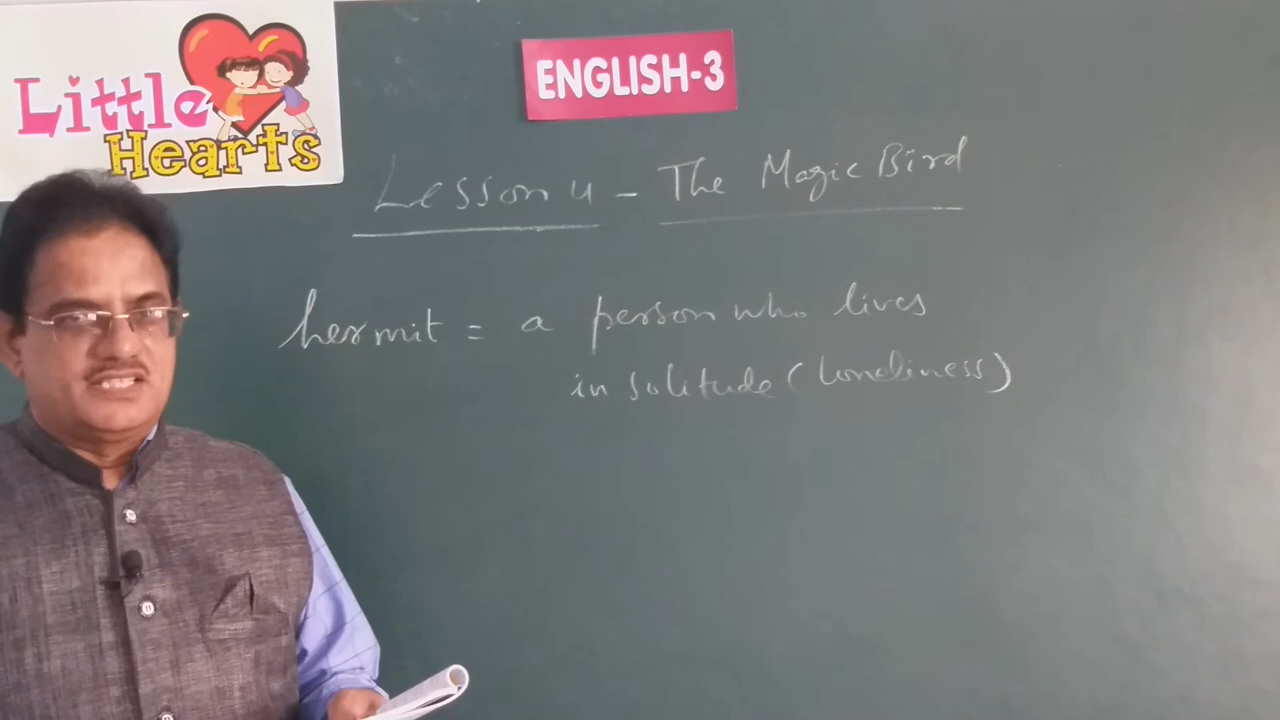 Little
Hearts
ENGLISH-3
Lesson 4 - The Magic Bird
hermit = a person who lives
in solitude (loneliness)